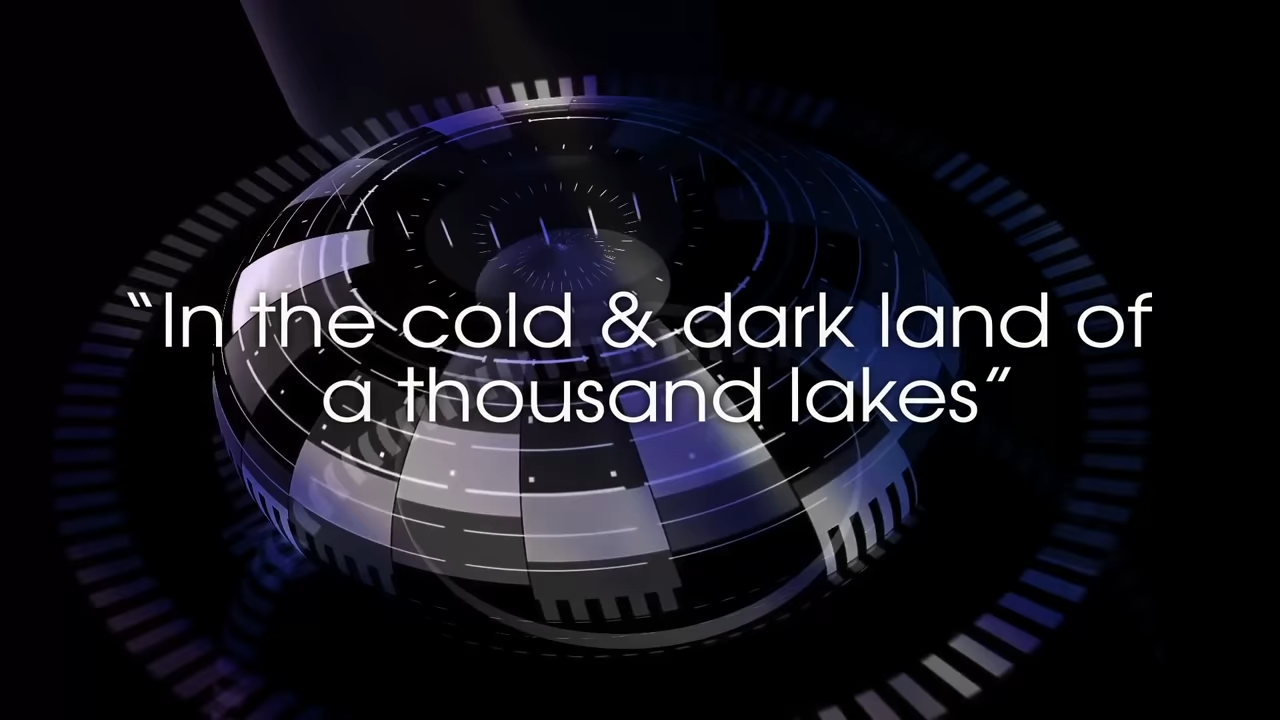 “In the cold & dark land of
a thousand lakes”